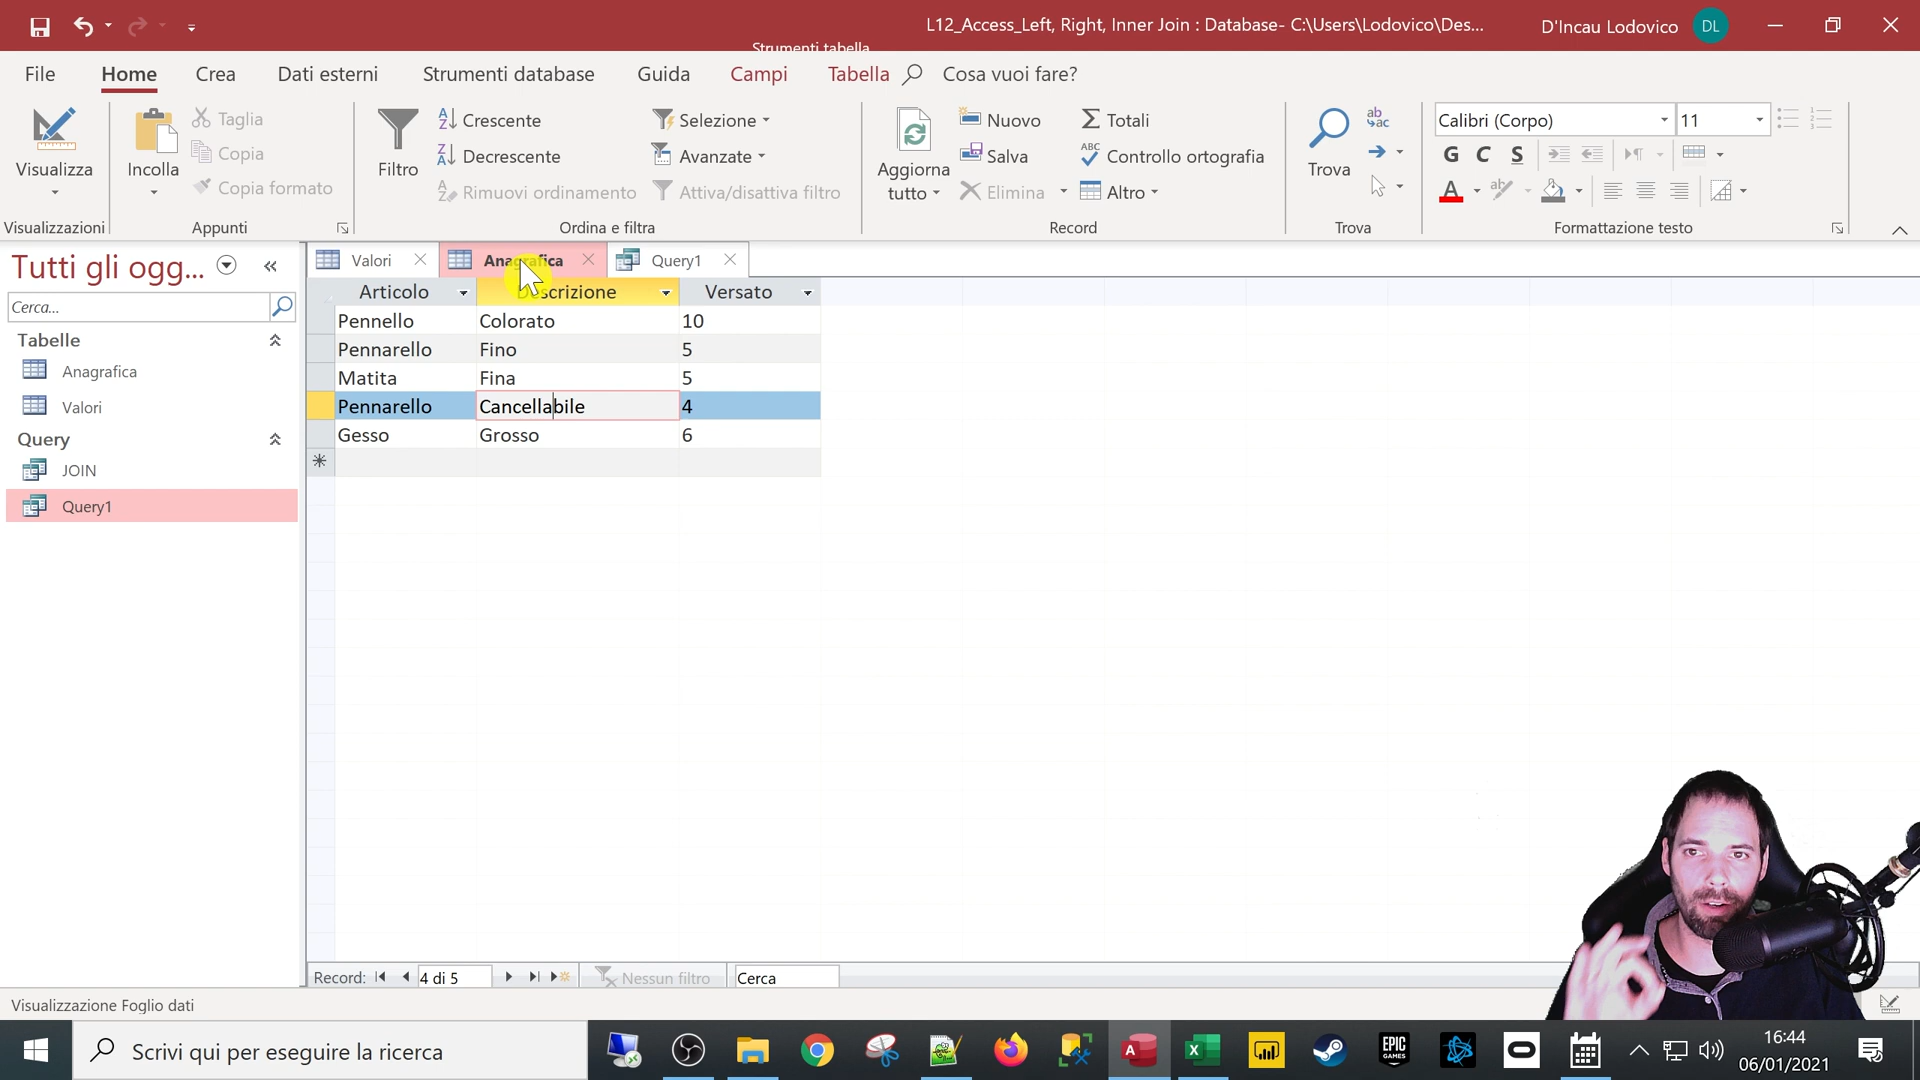 L12_Access_Left, Right, Inner Join : Database- C:\Users\Lodovico\Des...
D'Incau Lodovico
DL
Strumenti tabella
File
Home
Crea
Dati esterni
Strumenti database
Guida
Campi
Tabella
Cosa vuoi fare?
Visualizza
Incolla
Taglia
Copia
Copia formato
Filtro
Crescente
Decrescente
Rimuovi ordinamento
Selezione
Avanzate
Attiva/disattiva filtro
Aggiorna
tutto
Nuovo
Salva
Elimina
Totali
Controllo ortografia
Altro
Trova
Calibri (Corpo)
11
G C S
Visualizzazioni
Appunti
Ordina e filtra
Record
Trova
Formattazione testo
Tutti gli ogg...
Cerca...
Tabelle
Anagrafica
Valori
Query
JOIN
Query1
Valori
Anagrafica
Query1
Articolo Descrizione Versato
Pennello Colorato 10
Pennarello Fino 5
Matita Fina 5
Pennarello Cancellabile 4
Gesso Grosso 6
Record: 4 di 5 Nessun filtro Cerca
Visualizzazione Foglio dati
Scrivi qui per eseguire la ricerca
EPIC
GAMES
16:44
06/01/2021